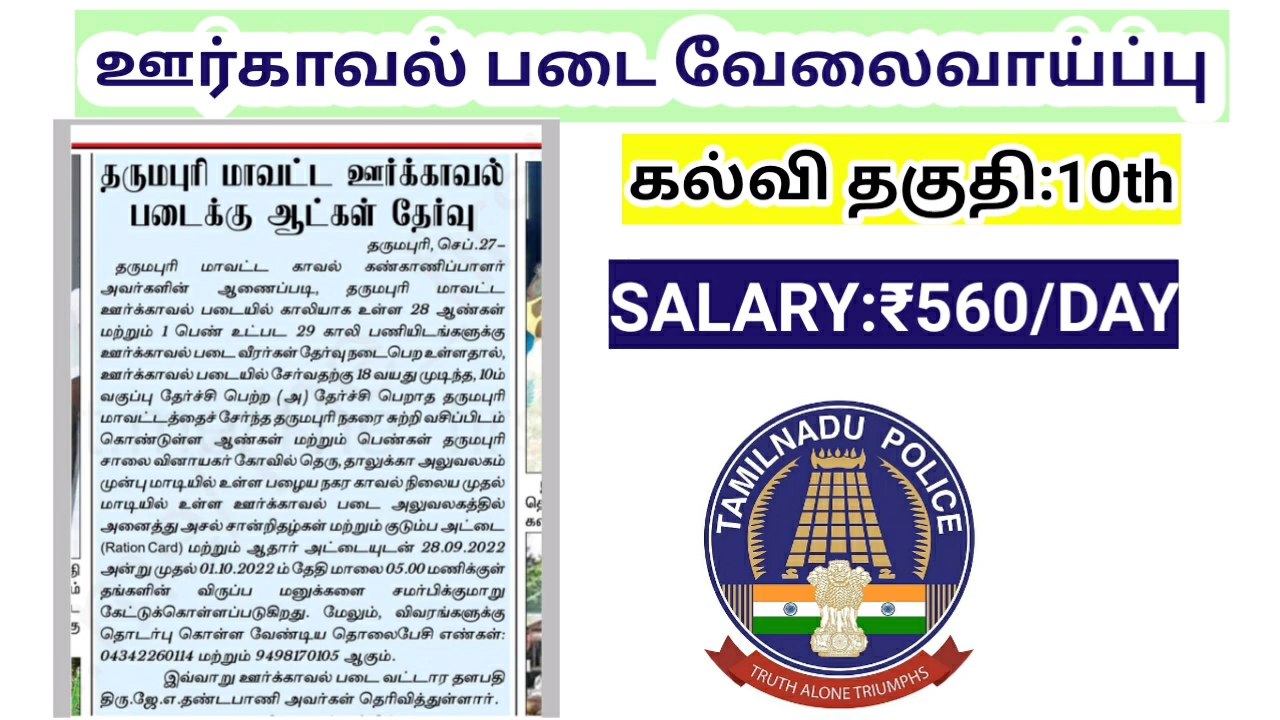 ஊர்காவல் படை வேலைவாய்ப்பு
தருமபுரி மாவட்ட ஊர்க்காவல்
படைக்கு ஆட்கள் தேர்வு
தருமபுரி, செப்.27–
தருமபுரி மாவட்ட காவல் கண்காணிப்பாளர்
அவர்களின் ஆணைப்படி, தருமபுரி மாவட்ட
ஊர்க்காவல் படையில் காலியாக உள்ள 28 ஆண்கள்
மற்றும் 1 பெண் உட்பட 29 காலி பணியிடங்களுக்கு
ஊர்க்காவல் படை வீரர்கள் தேர்வு நடைபெற உள்ளதால்,
ஊர்க்காவல் படையில் சேர்வதற்கு 18 வயது முடிந்த, 10ம்
வகுப்பு தேர்ச்சி பெற்ற (அ) தேர்ச்சி பெறாத தருமபுரி
மாவட்டத்தைச் சேர்ந்த தருமபுரி நகரை சுற்றி வசிப்பிடம்
கொண்டுள்ள ஆண்கள் மற்றும் பெண்கள் தருமபுரி
சாலை விநாயகர் கோவில் தெரு, தாலுக்கா அலுவலகம்
முன்பு மாடியில் உள்ள பழைய நகர காவல் நிலைய முதல்
மாடியில் உள்ள ஊர்க்காவல் படை அலுவலகத்தில்
அனைத்து அசல் சான்றிதழ்கள் மற்றும் குடும்ப அட்டை
(Ration Card) மற்றும் ஆதார் அட்டையுடன் 28.09.2022
அன்று முதல் 01.10.2022 ம் தேதி மாலை 05.00 மணிக்குள்
தங்களின் விருப்ப மனுக்களை சமர்பிக்குமாறு
கேட்டுக்கொள்ளப்படுகிறது. மேலும், விவரங்களுக்கு
தொடர்பு கொள்ள வேண்டிய தொலைபேசி எண்கள்:
04342260114 மற்றும் 9498170105 ஆகும்.
இவ்வாறு ஊர்க்காவல் படை வட்டார தளபதி
திரு.ஜே.எ.தண்டபாணி அவர்கள் தெரிவித்துள்ளார்.
கல்வி தகுதி:10th
SALARY:₹560/DAY
TAMILNADU POLICE
TRUTH ALONE TRIUMPHS